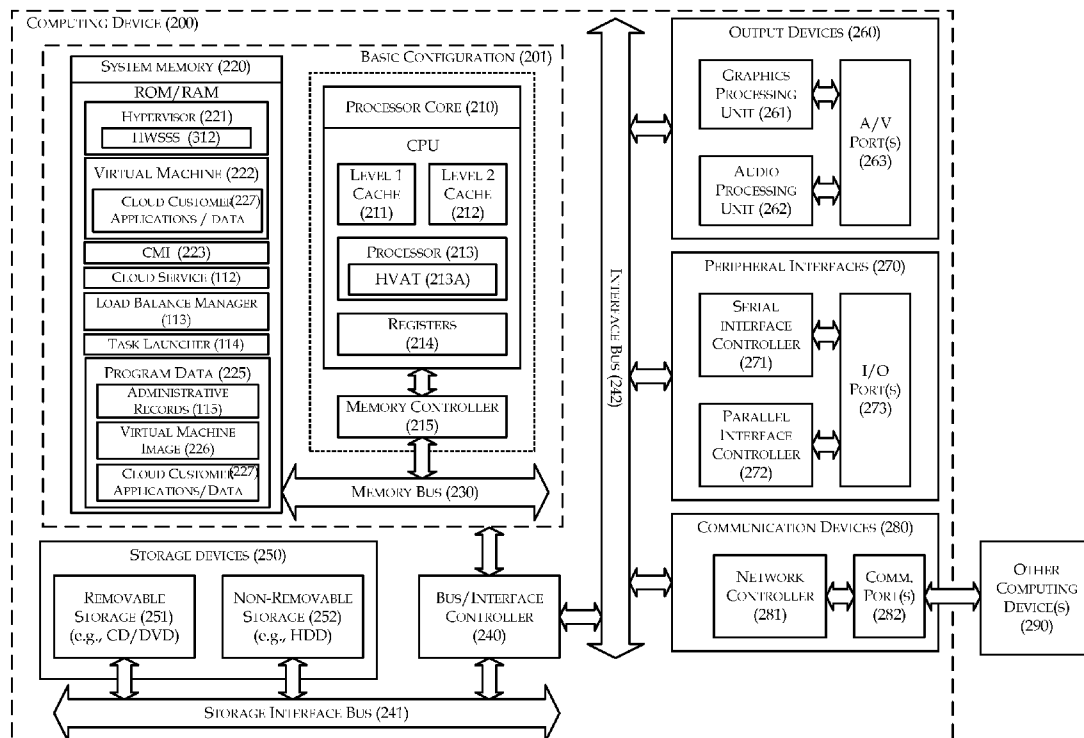 COMPUTING DEVICE (200)
BASIC CONFIGURATION (201)
SYSTEM MEMORY (220)
ROM/RAM
HYPERVISOR (221)
HWSSS (312)
VIRTUAL MACHINE (222)
CLOUD CUSTOMER (227)
APPLICATIONS / DATA
CMI (223)
CLOUD SERVICE (112)
LOAD BALANCE MANAGER
(113)
TASK LAUNCHER (114)
PROGRAM DATA (225)
ADMINISTRATIVE
RECORDS (115)
VIRTUAL MACHINE
IMAGE (226)
CLOUD CUSTOMER (227)
APPLICATIONS/DATA
PROCESSOR CORE (210)
CPU
LEVEL 1
CACHE
(211)
LEVEL 2
CACHE
(212)
PROCESSOR (213)
HVAT (213A)
REGISTERS
(214)
MEMORY CONTROLLER
(215)
MEMORY BUS (230)
STORAGE DEVICES (250)
REMOVABLE
STORAGE (251)
(e.g., CD/DVD)
NON-REMOVABLE
STORAGE (252)
(e.g., HDD)
BUS/INTERFACE
CONTROLLER
(240)
STORAGE INTERFACE BUS (241)
INTERFACE BUS (242)
OUTPUT DEVICES (260)
GRAPHICS
PROCESSING
UNIT (261)
AUDIO
PROCESSING
UNIT (262)
A/V
PORT(S)
(263)
PERIPHERAL INTERFACES (270)
SERIAL
INTERFACE
CONTROLLER
(271)
PARALLEL
INTERFACE
CONTROLLER
(272)
I/O
PORT(S)
(273)
COMMUNICATION DEVICES (280)
NETWORK
CONTROLLER
(281)
COMM.
PORT(S)
(282)
OTHER
COMPUTING
DEVICE(S)
(290)